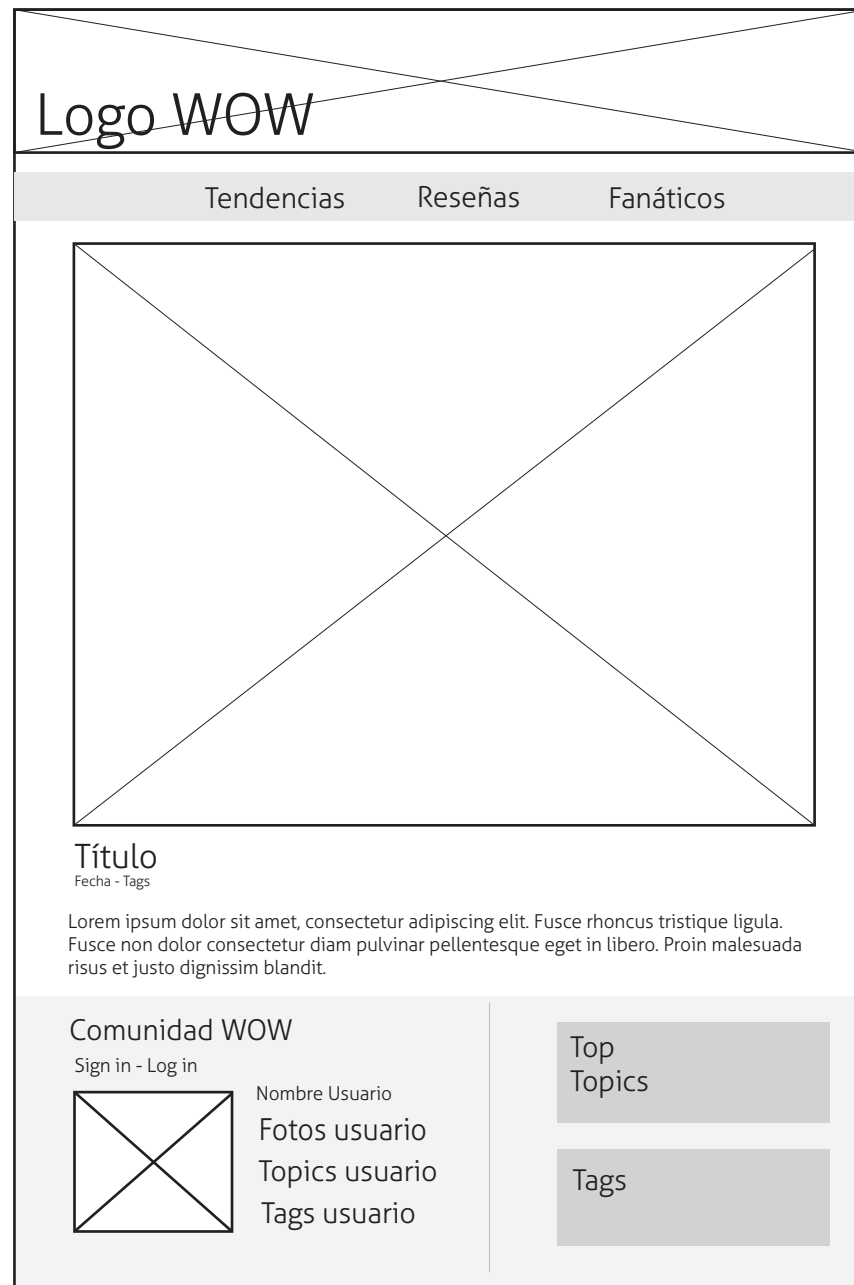 Logo WOW
Tendencias
Reseñas
Fanáticos
Título
Fecha - Tags
Lorem ipsum dolor sit amet, consectetur adipiscing elit. Fusce rhoncus tristique ligula.
Fusce non dolor consectetur diam pulvinar pellentesque eget in libero. Proin malesuada
risus et justo dignissim blandit.
Comunidad WOW
Sign in - Log in
Nombre Usuario
Fotos usuario
Topics usuario
Tags usuario
Top
Topics
Tags